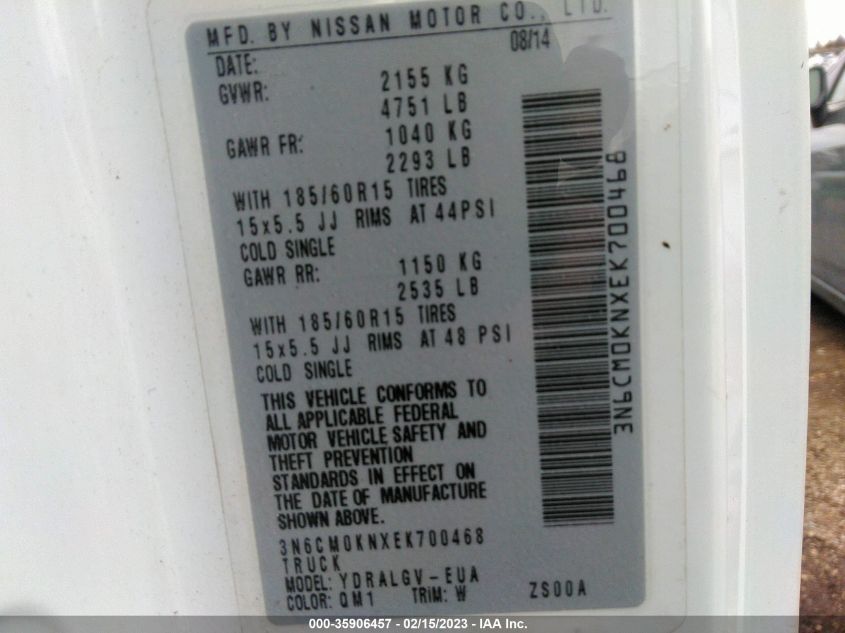 MFD. BY NISSAN MOTOR CO., LTD.
DATE: 08/14
GVWR: 2155 KG
4751 LB
GAWR FR: 1040 KG
2293 LB
WITH 185/60R15 TIRES
15x5.5 JJ RIMS AT 44PSI
COLD SINGLE
GAWR RR: 1150 KG
2535 LB
WITH 185/60R15 TIRES
15x5.5 JJ RIMS AT 48 PSI
COLD SINGLE
THIS VEHICLE CONFORMS TO
ALL APPLICABLE FEDERAL
MOTOR VEHICLE SAFETY AND
THEFT PREVENTION
STANDARDS IN EFFECT ON
THE DATE OF MANUFACTURE
SHOWN ABOVE.
3N6CM0KNXEK700468
TRUCK
MODEL: YDRALGV-EUA
COLOR: QM1 TRIM: W ZS00A
3N6CM0KNXEK700468
000-35906457 - 02/15/2023 - IAA Inc.